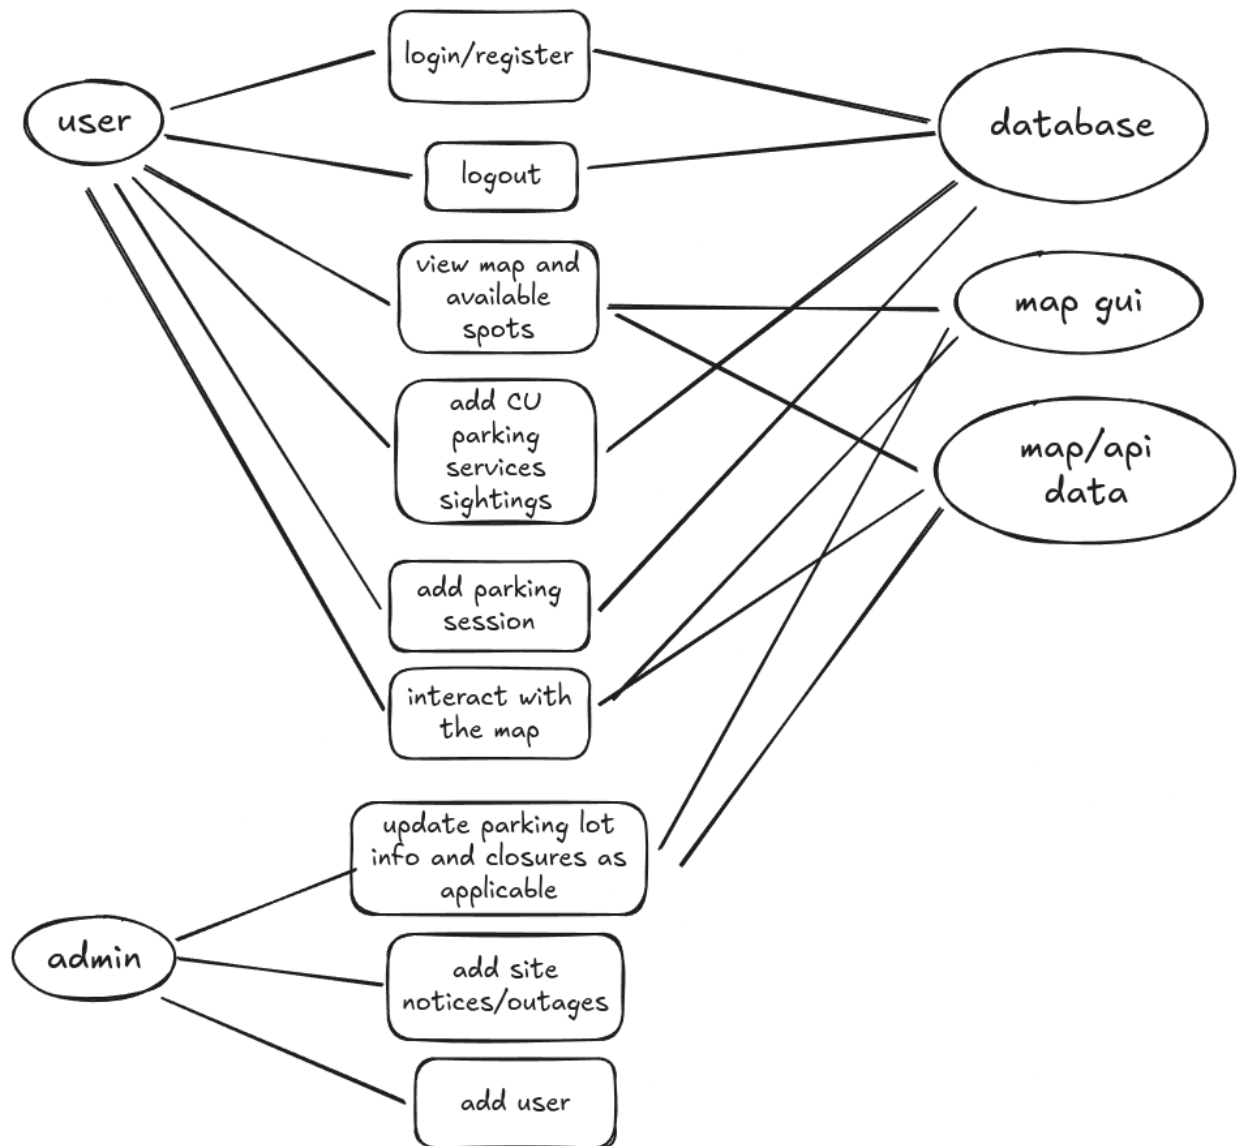 login/register
user
database
logout
view map and
available
spots
map gui
add CU
parking
services
sightings
map/api
data
add parking
session
interact with
the map
update parking lot
info and closures as
applicable
admin
add site
notices/outages
add user